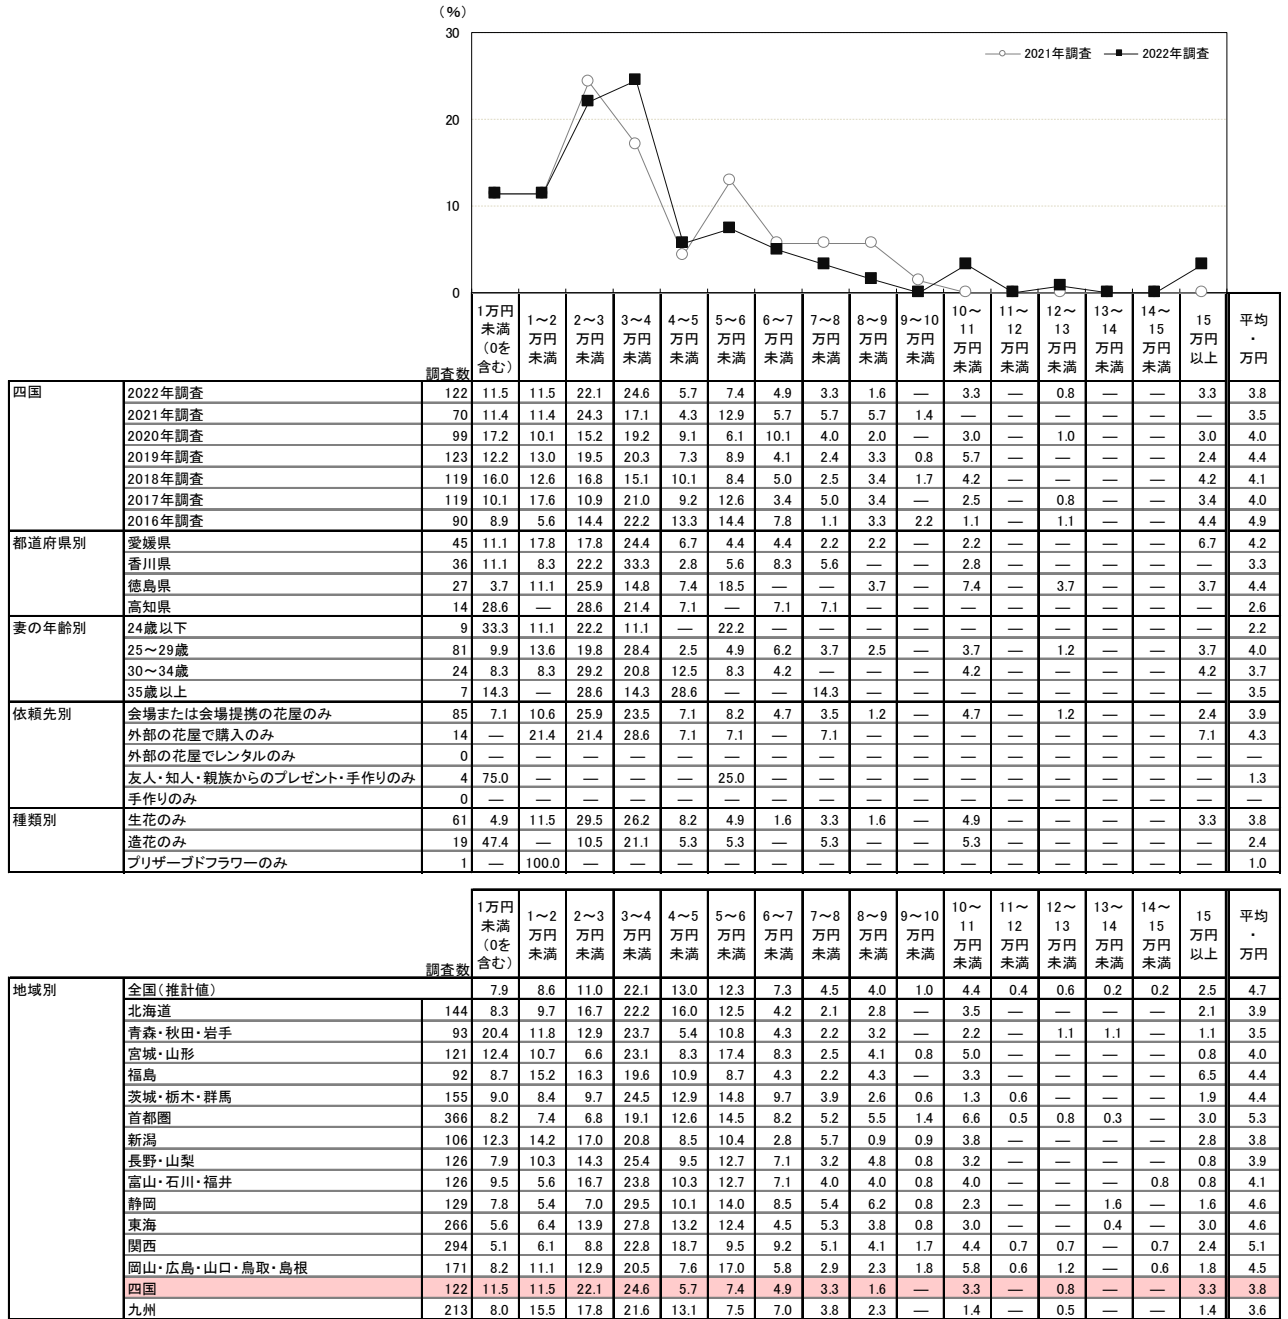 (%)
30
20
10
0
2021年調査 2022年調査
調査数 1万円未満(0を含む) 1～2万円未満 2～3万円未満 3～4万円未満 4～5万円未満 5～6万円未満 6～7万円未満 7～8万円未満 8～9万円未満 9～10万円未満 10～11万円未満 11～12万円未満 12～13万円未満 13～14万円未満 14～15万円未満 15万円以上 平均・万円
四国 2022年調査 122 11.5 11.5 22.1 24.6 5.7 7.4 4.9 3.3 1.6 — 3.3 — 0.8 — — 3.3 3.8
2021年調査 70 11.4 11.4 24.3 17.1 4.3 12.9 5.7 5.7 5.7 1.4 — — — — — — 3.5
2020年調査 99 17.2 10.1 15.2 19.2 9.1 6.1 10.1 4.0 2.0 — 3.0 — 1.0 — — 3.0 4.0
2019年調査 123 12.2 13.0 19.5 20.3 7.3 8.9 4.1 2.4 3.3 0.8 5.7 — — — — 2.4 4.4
2018年調査 119 16.0 12.6 16.8 15.1 10.1 8.4 5.0 2.5 3.4 1.7 4.2 — — — — 4.2 4.1
2017年調査 119 10.1 17.6 10.9 21.0 9.2 12.6 3.4 5.0 3.4 — 2.5 — 0.8 — — 3.4 4.0
2016年調査 90 8.9 5.6 14.4 22.2 13.3 14.4 7.8 1.1 3.3 2.2 1.1 — 1.1 — — 4.4 4.9
都道府県別 愛媛県 45 11.1 17.8 17.8 24.4 6.7 4.4 4.4 2.2 2.2 — 2.2 — — — — 6.7 4.2
香川県 36 11.1 8.3 22.2 33.3 2.8 5.6 8.3 5.6 — — 2.8 — — — — — 3.3
徳島県 27 3.7 11.1 25.9 14.8 7.4 18.5 — — 3.7 — 7.4 — 3.7 — — 3.7 4.4
高知県 14 28.6 — 28.6 21.4 7.1 — 7.1 7.1 — — — — — — — — 2.6
妻の年齢別 24歳以下 9 33.3 11.1 22.2 11.1 — 22.2 — — — — — — — — — — 2.2
25～29歳 81 9.9 13.6 19.8 28.4 2.5 4.9 6.2 3.7 2.5 — 3.7 — 1.2 — — 3.7 4.0
30～34歳 24 8.3 8.3 29.2 20.8 12.5 8.3 4.2 — — — 4.2 — — — — 4.2 3.7
35歳以上 7 14.3 — 28.6 14.3 28.6 — — 14.3 — — — — — — — — 3.5
依頼先別 会場または会場提携の花屋のみ 85 7.1 10.6 25.9 23.5 7.1 8.2 4.7 3.5 1.2 — 4.7 — 1.2 — — 2.4 3.9
外部の花屋で購入のみ 14 — 21.4 21.4 28.6 7.1 7.1 — 7.1 — — — — — — — 7.1 4.3
外部の花屋でレンタルのみ 0 — — — — — — — — — — — — — — — — —
友人・知人・親族からのプレゼント・手作りのみ 4 75.0 — — — — 25.0 — — — — — — — — — — 1.3
手作りのみ 0 — — — — — — — — — — — — — — — — —
種類別 生花のみ 61 4.9 11.5 29.5 26.2 8.2 4.9 1.6 3.3 1.6 — 4.9 — — — — 3.3 3.8
造花のみ 19 47.4 — 10.5 21.1 5.3 5.3 — 5.3 — — 5.3 — — — — — 2.4
プリザーブドフラワーのみ 1 — 100.0 — — — — — — — — — — — — — — 1.0
調査数 1万円未満(0を含む) 1～2万円未満 2～3万円未満 3～4万円未満 4～5万円未満 5～6万円未満 6～7万円未満 7～8万円未満 8～9万円未満 9～10万円未満 10～11万円未満 11～12万円未満 12～13万円未満 13～14万円未満 14～15万円未満 15万円以上 平均・万円
地域別 全国(推計値) 7.9 8.6 11.0 22.1 13.0 12.3 7.3 4.5 4.0 1.0 4.4 0.4 0.6 0.2 0.2 2.5 4.7
北海道 144 8.3 9.7 16.7 22.2 16.0 12.5 4.2 2.1 2.8 — 3.5 — — — — 2.1 3.9
青森・秋田・岩手 93 20.4 11.8 12.9 23.7 5.4 10.8 4.3 2.2 3.2 — 2.2 — 1.1 1.1 — 1.1 3.5
宮城・山形 121 12.4 10.7 6.6 23.1 8.3 17.4 8.3 2.5 4.1 0.8 5.0 — — — — 0.8 4.0
福島 92 8.7 15.2 16.3 19.6 10.9 8.7 4.3 2.2 4.3 — 3.3 — — — — 6.5 4.4
茨城・栃木・群馬 155 9.0 8.4 9.7 24.5 12.9 14.8 9.7 3.9 2.6 0.6 1.3 0.6 — — — 1.9 4.4
首都圏 366 8.2 7.4 6.8 19.1 12.6 14.5 8.2 5.2 5.5 1.4 6.6 0.5 0.8 0.3 — 3.0 5.3
新潟 106 12.3 14.2 17.0 20.8 8.5 10.4 2.8 5.7 0.9 0.9 3.8 — — — — 2.8 3.8
長野・山梨 126 7.9 10.3 14.3 25.4 9.5 12.7 7.1 3.2 4.8 0.8 3.2 — — — — 0.8 3.9
富山・石川・福井 126 9.5 5.6 16.7 23.8 10.3 12.7 7.1 4.0 4.0 0.8 4.0 — — — 0.8 0.8 4.1
静岡 129 7.8 5.4 7.0 29.5 10.1 14.0 8.5 5.4 6.2 0.8 2.3 — — 1.6 — 1.6 4.6
東海 266 5.6 6.4 13.9 27.8 13.2 12.4 4.5 5.3 3.8 0.8 3.0 — — 0.4 — 3.0 4.6
関西 294 5.1 6.1 8.8 22.8 18.7 9.5 9.2 5.1 4.1 1.7 4.4 0.7 0.7 — 0.7 2.4 5.1
岡山・広島・山口・鳥取・島根 171 8.2 11.1 12.9 20.5 7.6 17.0 5.8 2.9 2.3 1.8 5.8 0.6 1.2 — 0.6 1.8 4.5
四国 122 11.5 11.5 22.1 24.6 5.7 7.4 4.9 3.3 1.6 — 3.3 — 0.8 — — 3.3 3.8
九州 213 8.0 15.5 17.8 21.6 13.1 7.5 7.0 3.8 2.3 — 1.4 — 0.5 — — 1.4 3.6